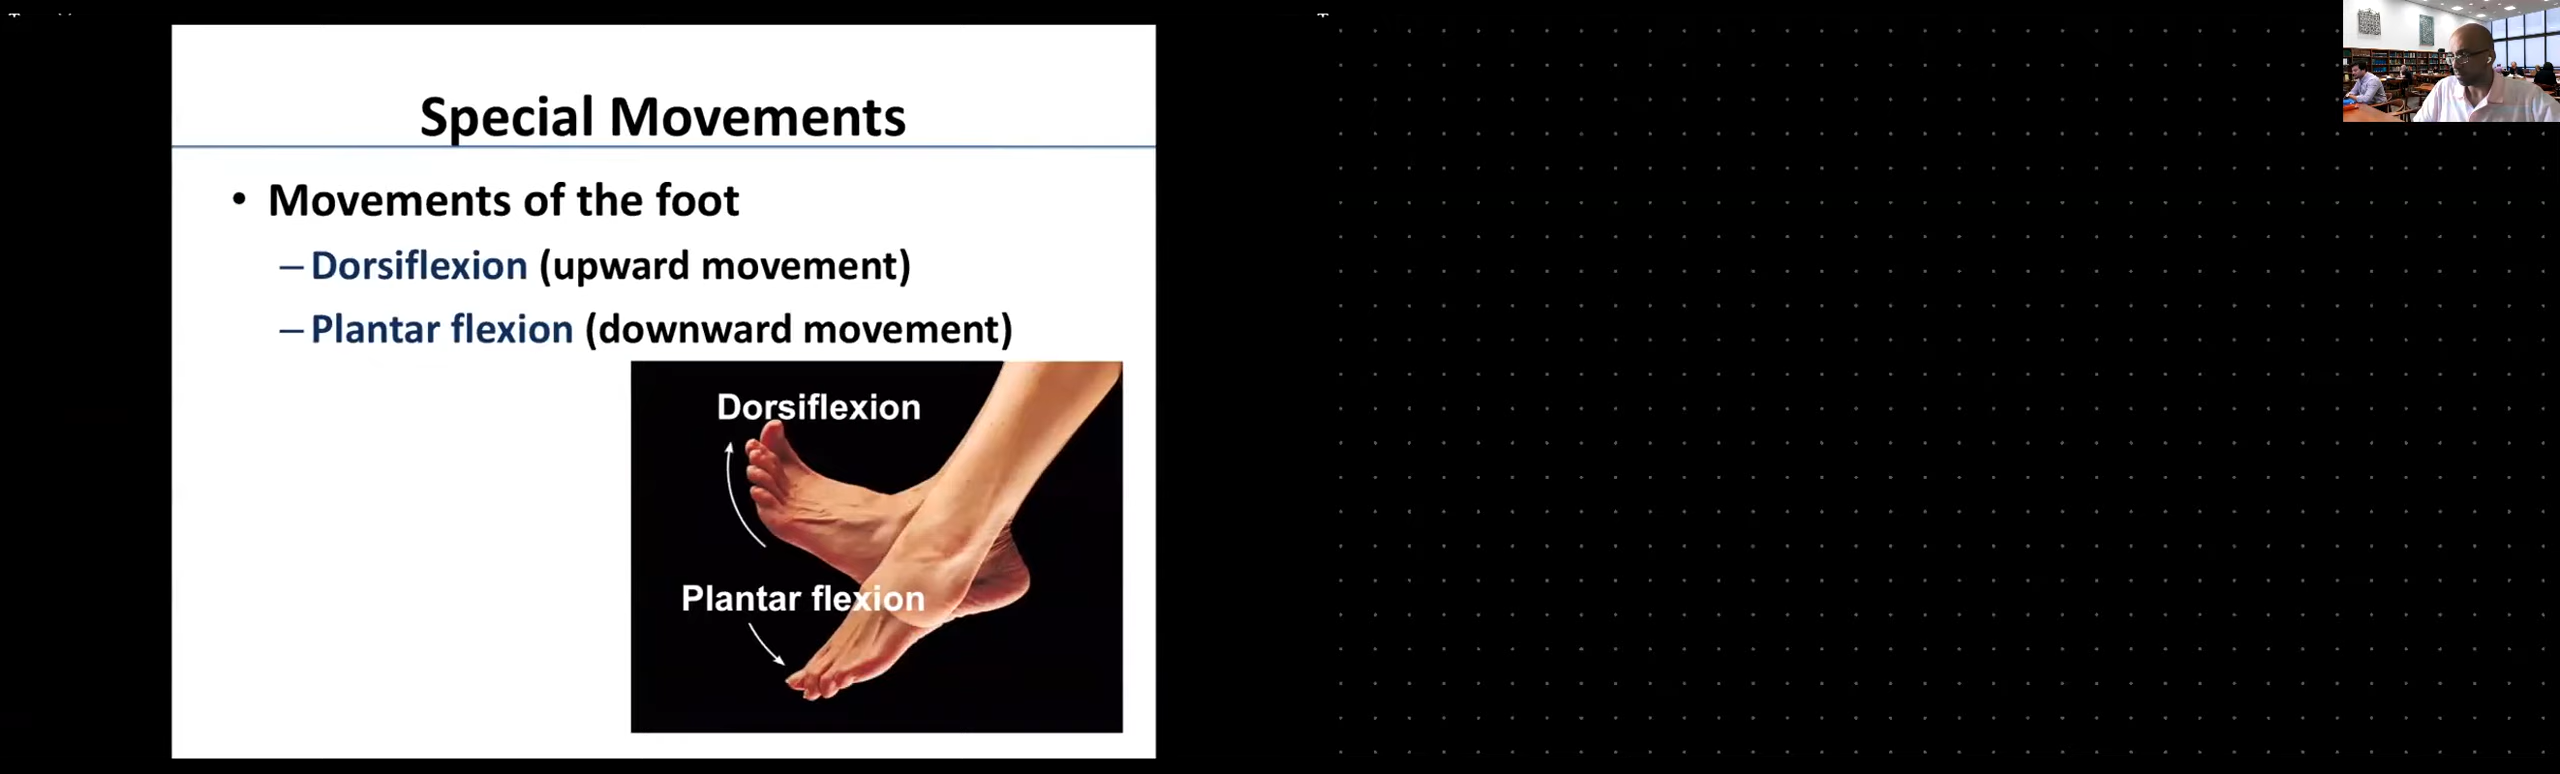 Special Movements
• Movements of the foot
– Dorsiflexion (upward movement)
– Plantar flexion (downward movement)
Dorsiflexion
Plantar flexion